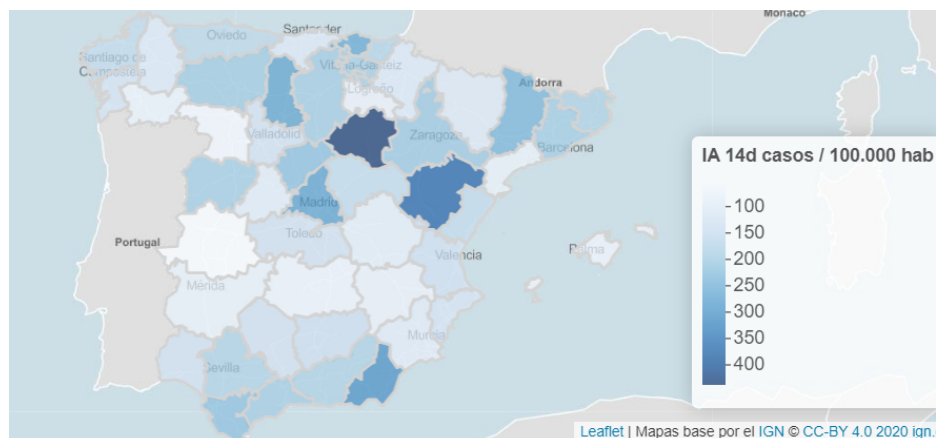 Monaco
Santander
Oviedo
Santiago de
Compostela
Vitoria-Gasteiz
Logroño
Andorra
Valladolid
Zaragoza
Barcelona
IA 14d casos / 100.000 hab
100
150
200
250
300
350
400
Madrid
Portugal
Toledo
Palma
Valencia
Mérida
Murcia
Sevilla
Leaflet | Mapas base por el IGN © CC-BY 4.0 2020 ign.